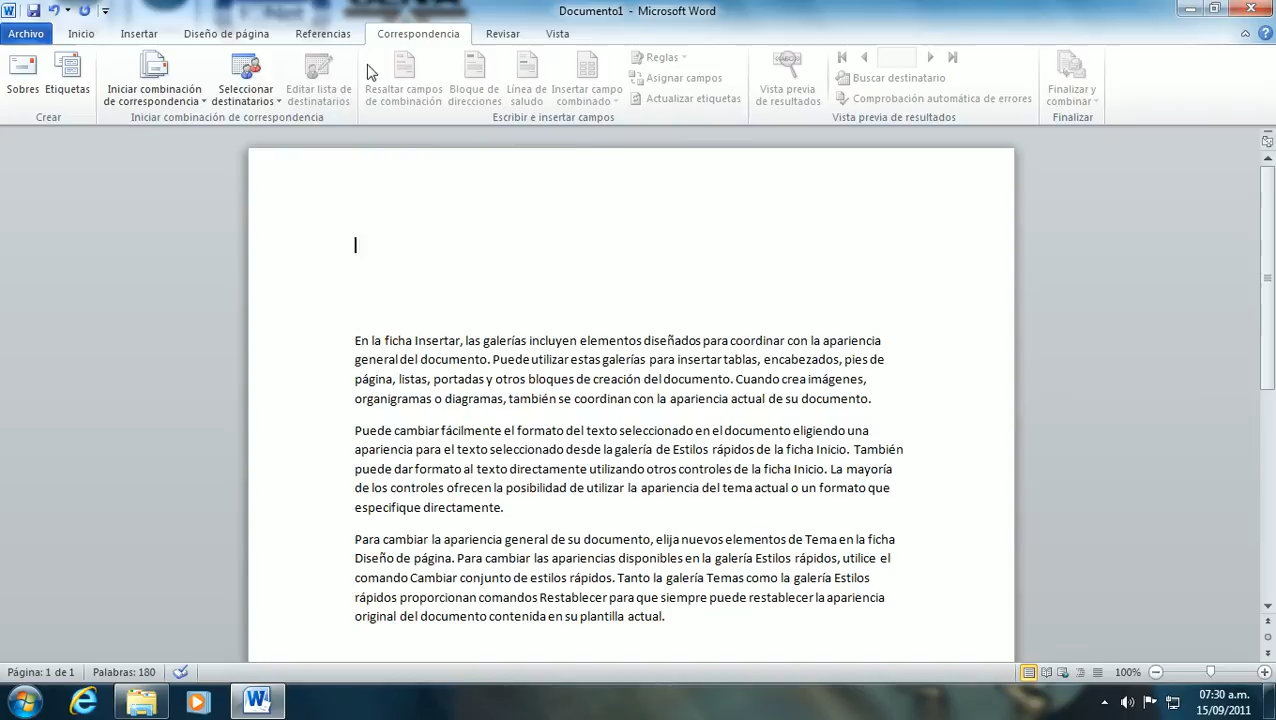 Documento1 - Microsoft Word
Archivo Inicio Insertar Diseño de página Referencias Correspondencia Revisar Vista
Sobres Etiquetas
Crear
Iniciar combinación de correspondencia
Seleccionar destinatarios
Editar lista de destinatarios
Iniciar combinación de correspondencia
Resaltar campos de combinación
Bloque de direcciones
Línea de saludo
Insertar campo combinado
Reglas
Asignar campos
Actualizar etiquetas
Escribir e insertar campos
Vista previa de resultados
Buscar destinatario
Comprobación automática de errores
Vista previa de resultados
Finalizar y combinar
Finalizar
En la ficha Insertar, las galerías incluyen elementos diseñados para coordinar con la apariencia
general del documento. Puede utilizar estas galerías para insertar tablas, encabezados, pies de
página, listas, portadas y otros bloques de creación del documento. Cuando crea imágenes,
organigramas o diagramas, también se coordinan con la apariencia actual de su documento.
Puede cambiar fácilmente el formato del texto seleccionado en el documento eligiendo una
apariencia para el texto seleccionado desde la galería de Estilos rápidos de la ficha Inicio. También
puede dar formato al texto directamente utilizando otros controles de la ficha Inicio. La mayoría
de los controles ofrecen la posibilidad de utilizar la apariencia del tema actual o un formato que
especifique directamente.
Para cambiar la apariencia general de su documento, elija nuevos elementos de Tema en la ficha
Diseño de página. Para cambiar las apariencias disponibles en la galería Estilos rápidos, utilice el
comando Cambiar conjunto de estilos rápidos. Tanto la galería Temas como la galería Estilos
rápidos proporcionan comandos Restablecer para que siempre puede restablecer la apariencia
original del documento contenida en su plantilla actual.
Página: 1 de 1 Palabras: 180 100%
07:30 a.m.
15/09/2011